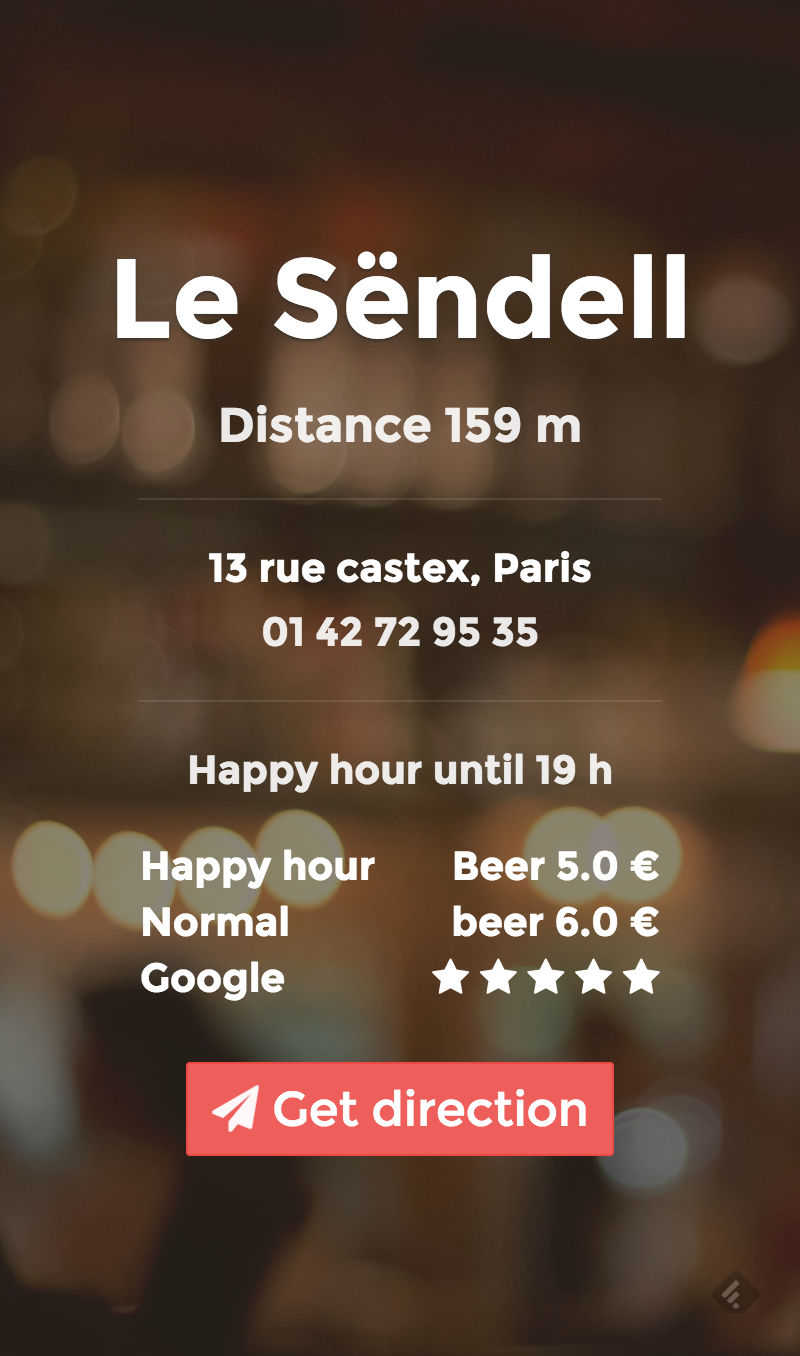 Le Sëndell
Distance 159 m
13 rue castex, Paris
01 42 72 95 35
Happy hour until 19 h
Happy hour Beer 5.0 €
Normal beer 6.0 €
Google ★★★★★
Get direction